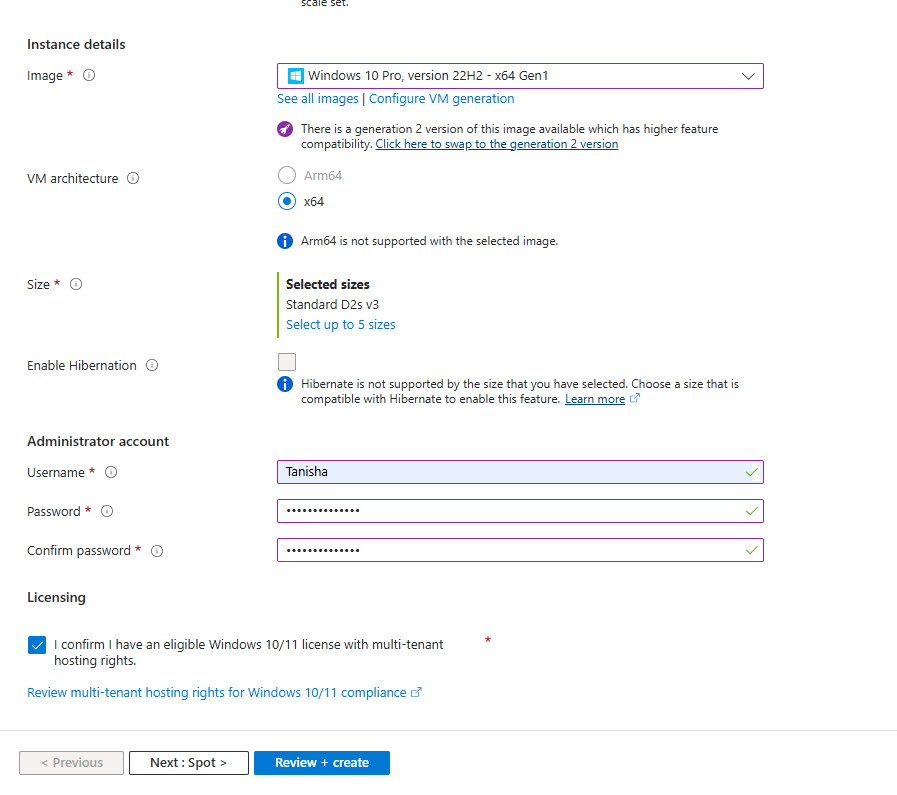 scale set.
Instance details
Image *
Windows 10 Pro, version 22H2 - x64 Gen1
See all images | Configure VM generation
There is a generation 2 version of this image available which has higher feature
compatibility. Click here to swap to the generation 2 version
VM architecture
Arm64
x64
Arm64 is not supported with the selected image.
Size *
Selected sizes
Standard D2s v3
Select up to 5 sizes
Enable Hibernation
Hibernate is not supported by the size that you have selected. Choose a size that is
compatible with Hibernate to enable this feature. Learn more
Administrator account
Username *
Tanisha
Password *
••••••••••••••
Confirm password *
••••••••••••••
Licensing
I confirm I have an eligible Windows 10/11 license with multi-tenant *
hosting rights.
Review multi-tenant hosting rights for Windows 10/11 compliance
< Previous
Next : Spot >
Review + create